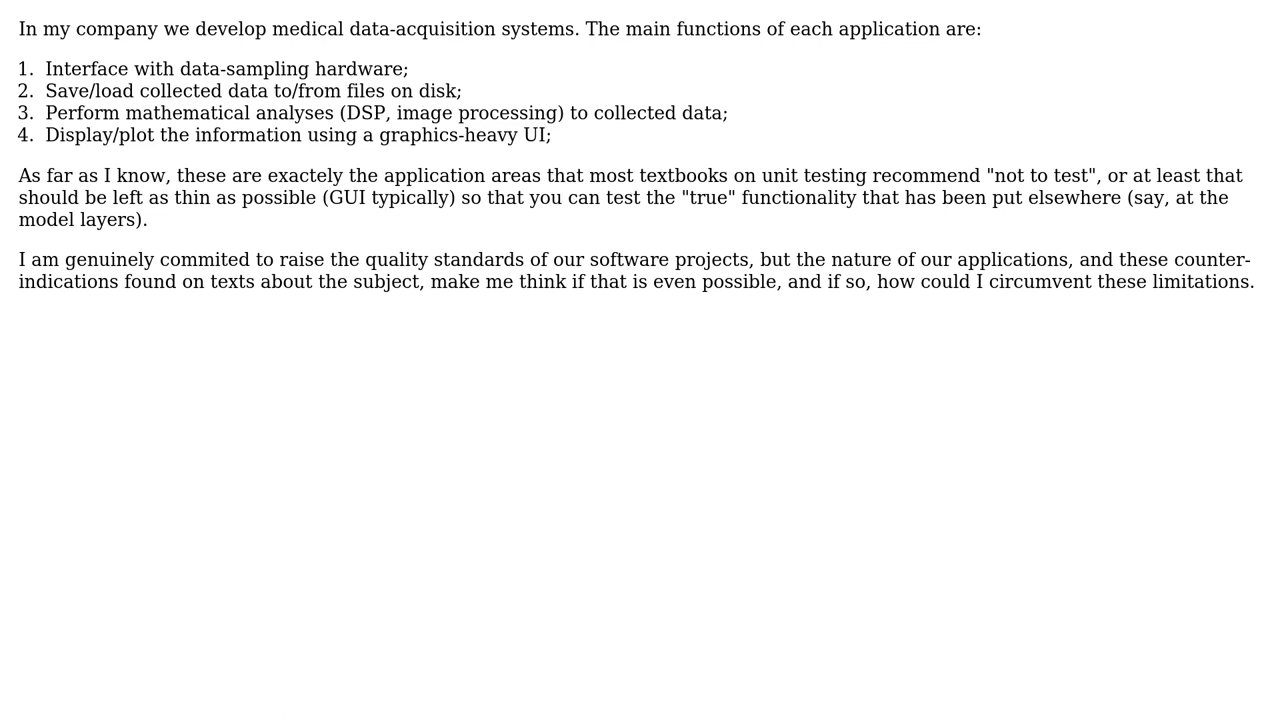 In my company we develop medical data-acquisition systems. The main functions of each application are:
1. Interface with data-sampling hardware;
2. Save/load collected data to/from files on disk;
3. Perform mathematical analyses (DSP, image processing) to collected data;
4. Display/plot the information using a graphics-heavy UI;
As far as I know, these are exactely the application areas that most textbooks on unit testing recommend "not to test", or at least that
should be left as thin as possible (GUI typically) so that you can test the "true" functionality that has been put elsewhere (say, at the
model layers).
I am genuinely commited to raise the quality standards of our software projects, but the nature of our applications, and these counter-
indications found on texts about the subject, make me think if that is even possible, and if so, how could I circumvent these limitations.